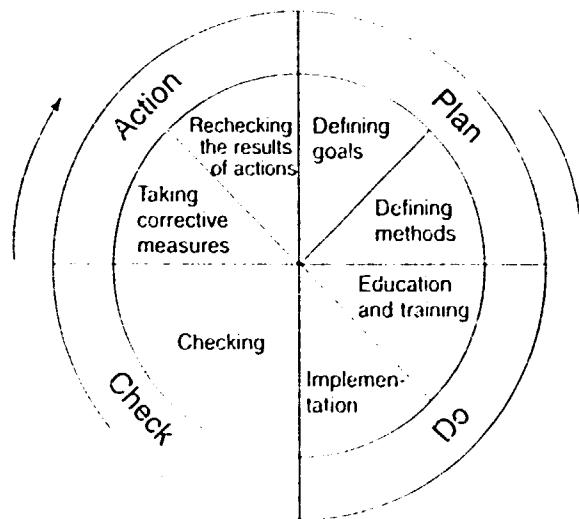 Action
Plan
Rechecking
the results
of actions
Defining
goals
Taking
corrective
measures
Defining
methods
Education
and training
Checking
Implemen-
tation
Check
Do